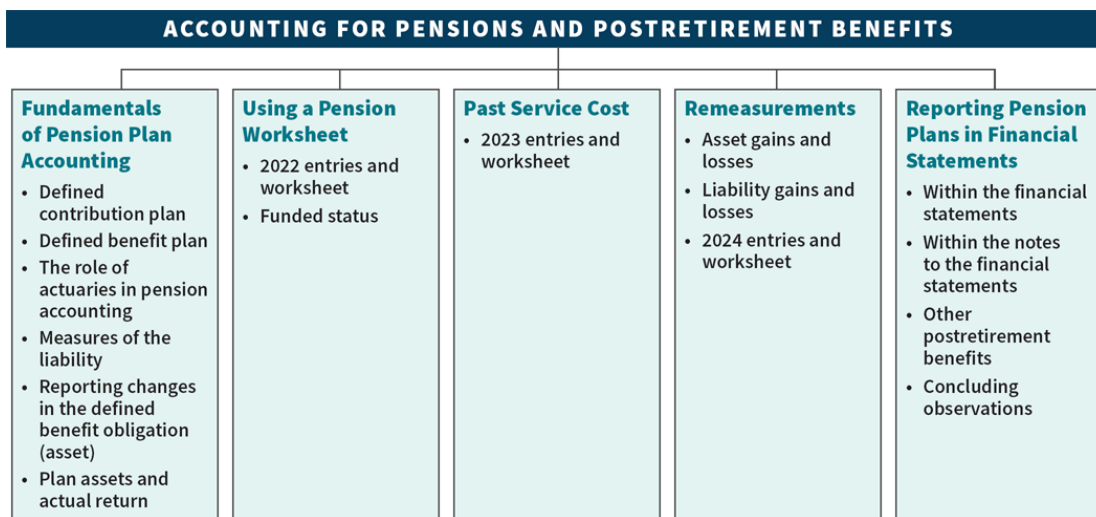 ACCOUNTING FOR PENSIONS AND POSTRETIREMENT BENEFITS
Fundamentals
of Pension Plan
Accounting
• Defined
contribution plan
• Defined benefit plan
• The role of
actuaries in pension
accounting
• Measures of the
liability
• Reporting changes
in the defined
benefit obligation
(asset)
• Plan assets and
actual return
Using a Pension
Worksheet
• 2022 entries and
worksheet
• Funded status
Past Service Cost
• 2023 entries and
worksheet
Remeasurements
• Asset gains and
losses
• Liability gains and
losses
• 2024 entries and
worksheet
Reporting Pension
Plans in Financial
Statements
• Within the financial
statements
• Within the notes
to the financial
statements
• Other
postretirement
benefits
• Concluding
observations